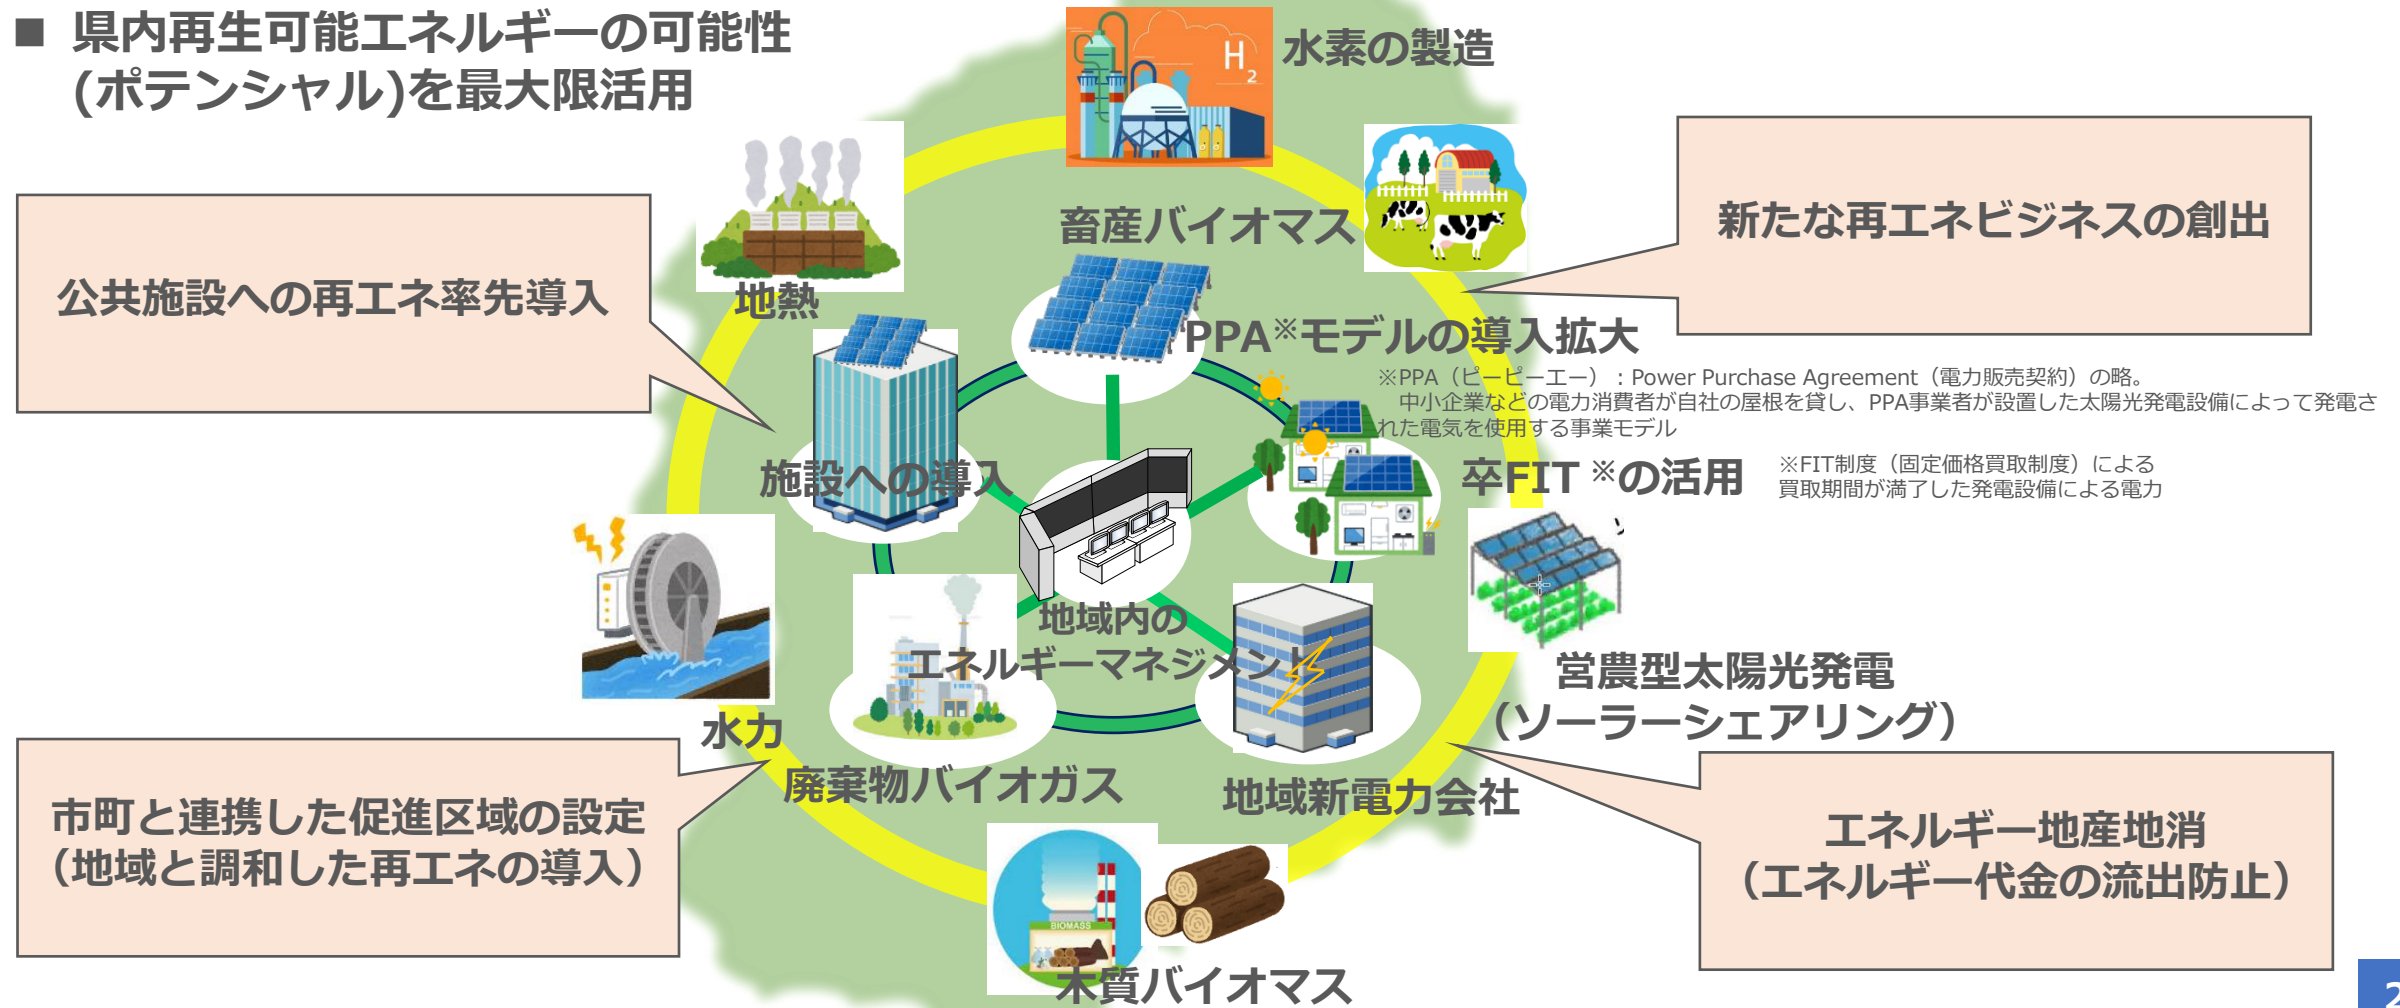 ■ 県内再生可能エネルギーの可能性
(ポテンシャル)を最大限活用
H2
水素の製造
畜産バイオマス
新たな再エネビジネスの創出
公共施設への再エネ率先導入
地熱
PPA※モデルの導入拡大
※PPA（ピーピーエー）：Power Purchase Agreement（電力販売契約）の略。
中小企業などの電力消費者が自社の屋根を貸し、PPA事業者が設置した太陽光発電設備によって発電さ
れた電気を使用する事業モデル
施設への導入
卒FIT ※の活用
※FIT制度（固定価格買取制度）による
買取期間が満了した発電設備による電力
地域内の
エネルギーマネジメント
営農型太陽光発電
（ソーラーシェアリング）
水力
廃棄物バイオガス
地域新電力会社
市町と連携した促進区域の設定
（地域と調和した再エネの導入）
エネルギー地産地消
（エネルギー代金の流出防止）
BIOMASS
木質バイオマス